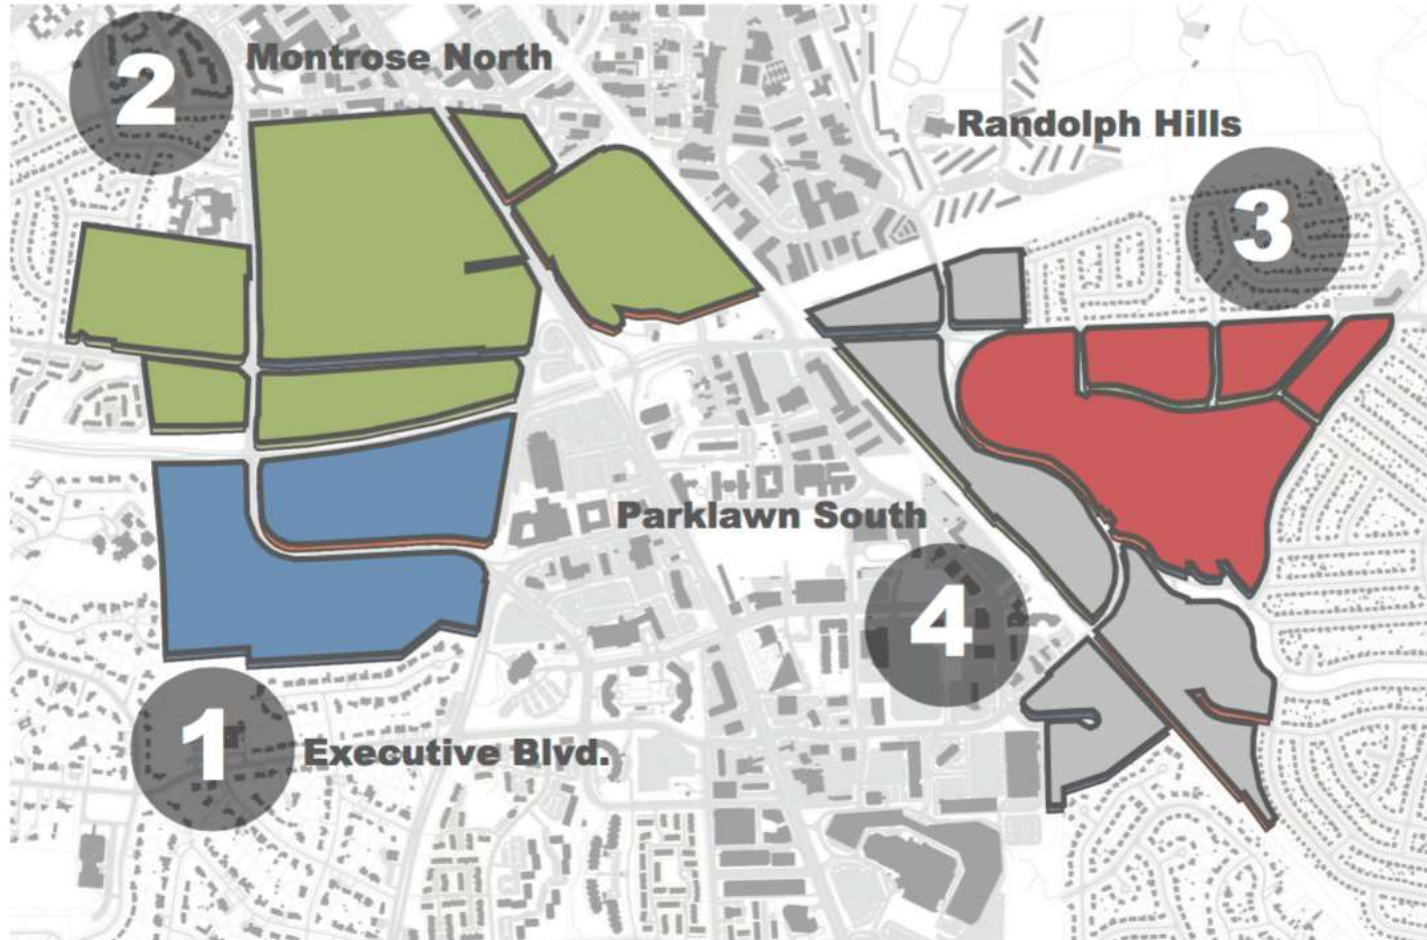 2
Montrose North
Randolph Hills
3
Parklawn South
4
1
Executive Blvd.